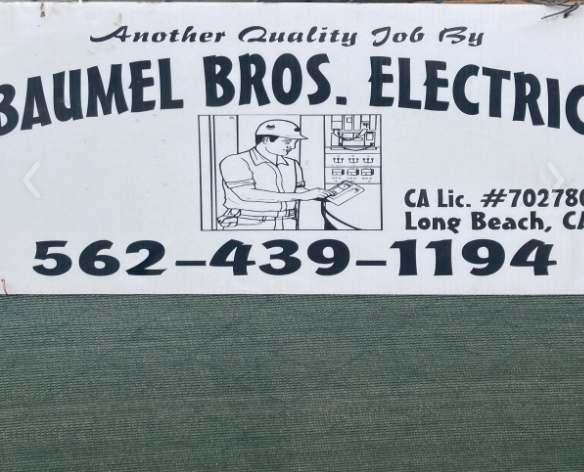 Another Quality Job By
BAUMEL BROS. ELECTRIC
CA Lic. #702780
Long Beach, CA
562-439-1194